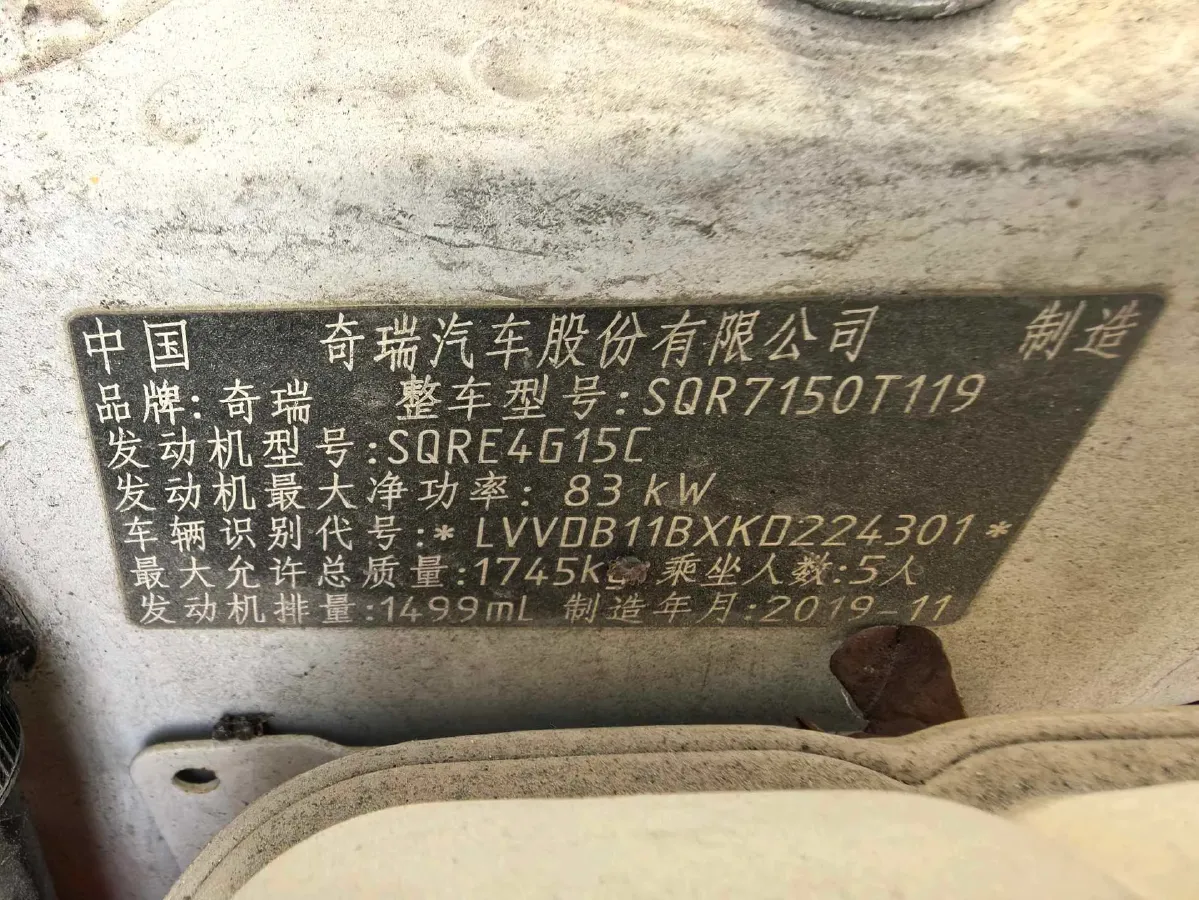 中国 奇瑞汽车股份有限公司 制造
品牌:奇瑞 整车型号:SQR7150T119
发动机型号:SQRE4G15C
发动机最大净功率: 83 kW
车辆识别代号:*LVVDB11BXKD224301*
最大允许总质量:1745kg 乘坐人数:5人
发动机排量:1499mL 制造年月:2019-11